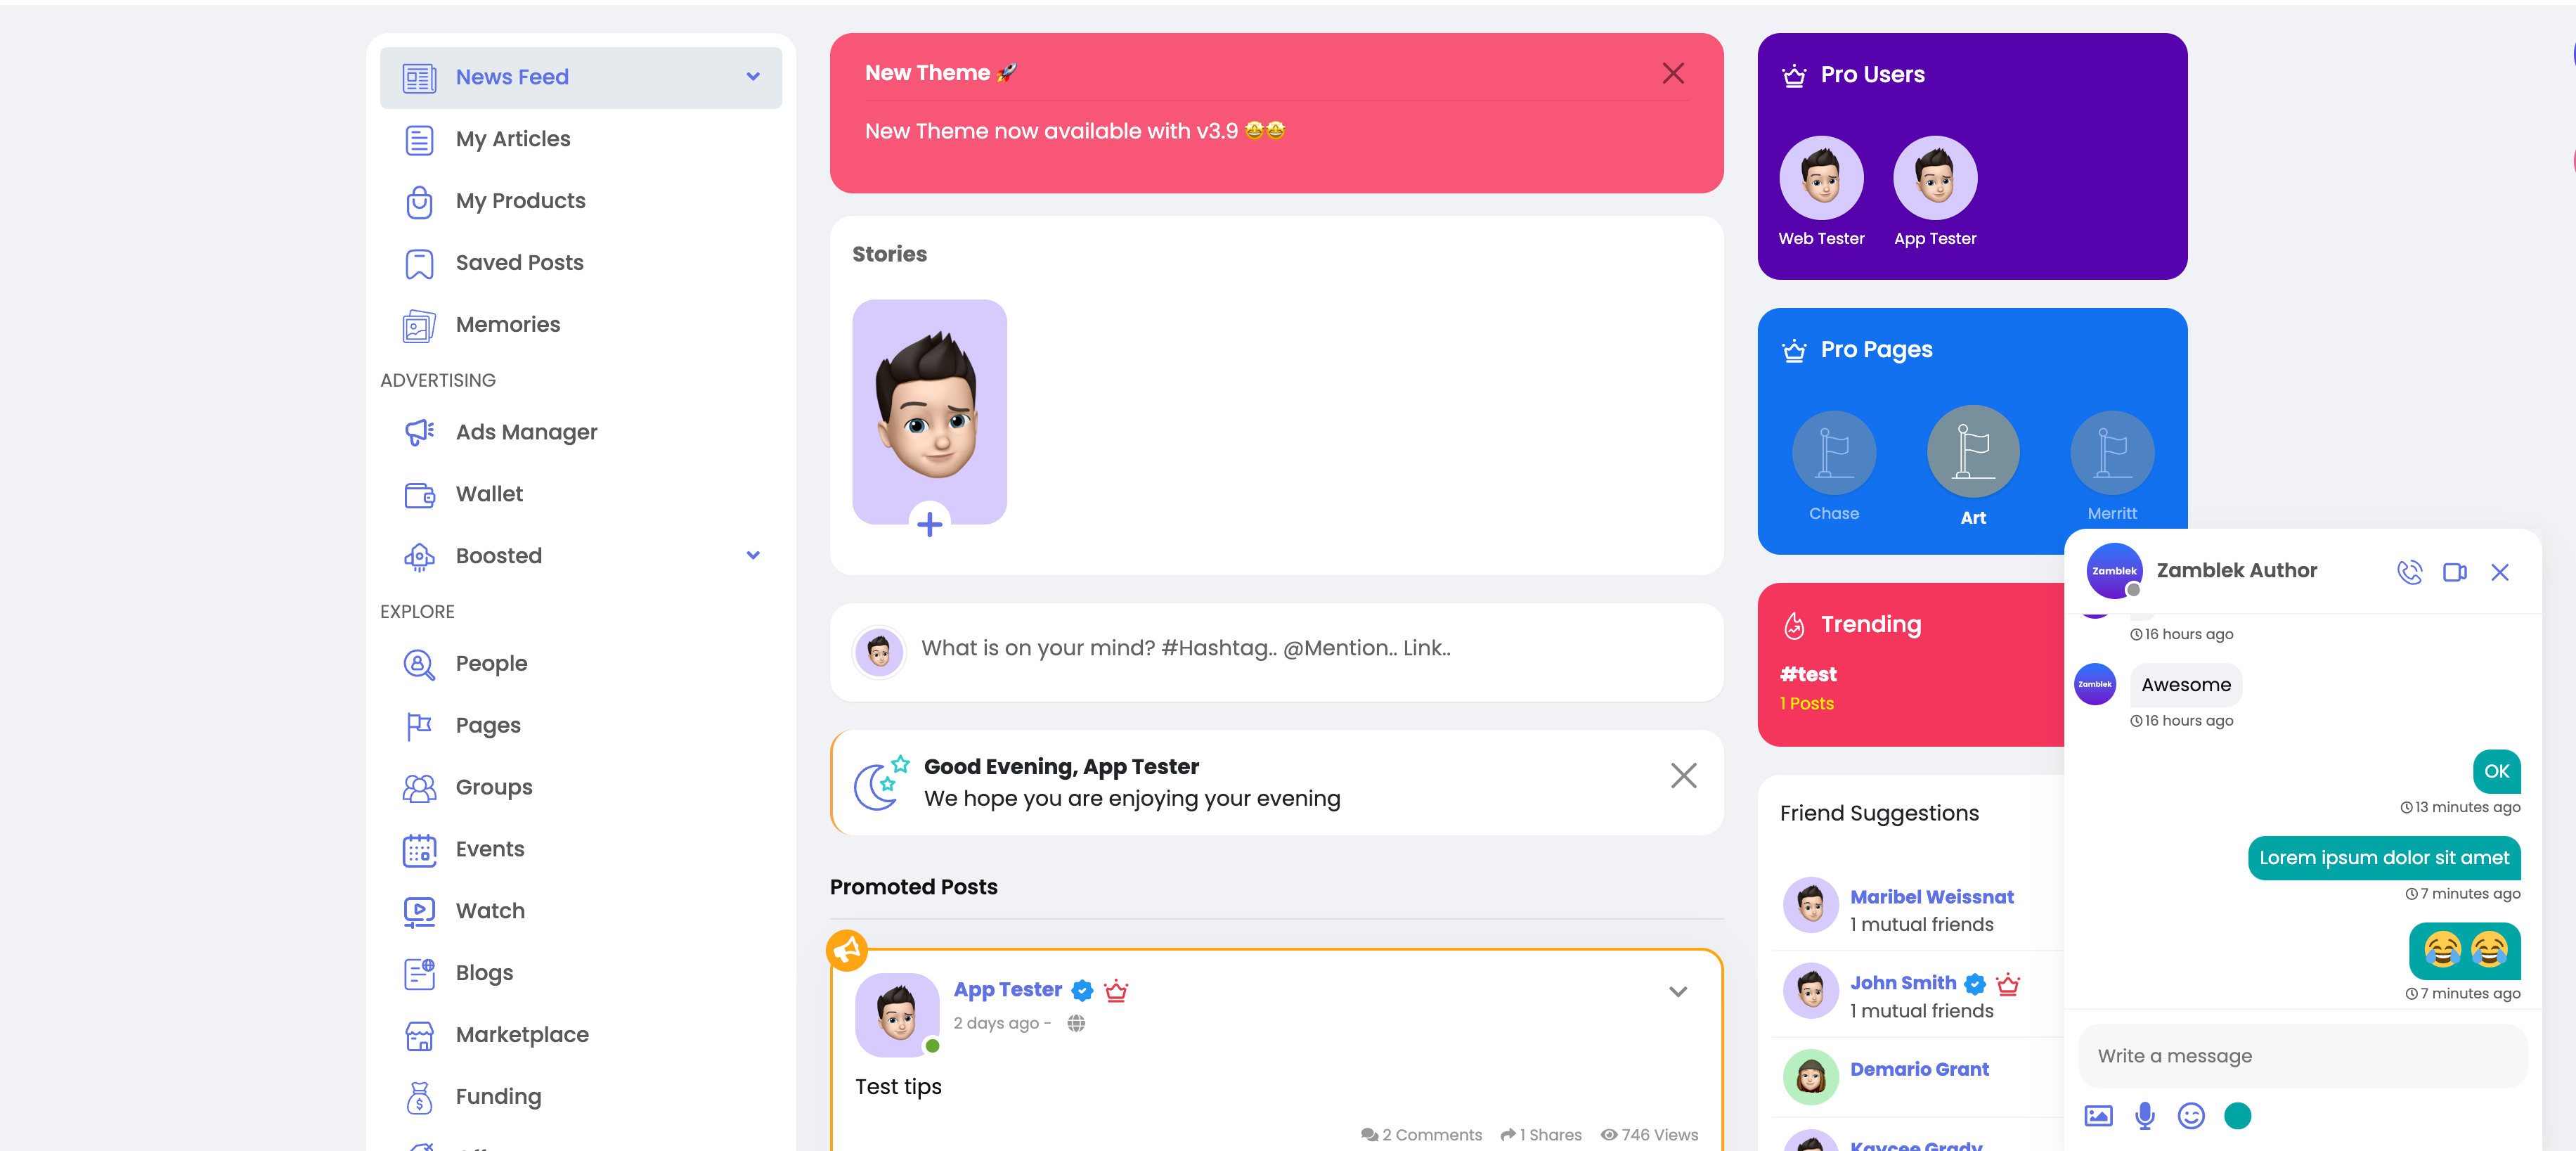 News Feed
My Articles
My Products
Saved Posts
Memories
ADVERTISING
Ads Manager
Wallet
Boosted
EXPLORE
People
Pages
Groups
Events
Watch
Blogs
Marketplace
Funding
New Theme 🚀
New Theme now available with v3.9 🤩🤩
Stories
What is on your mind? #Hashtag.. @Mention.. Link..
Good Evening, App Tester
We hope you are enjoying your evening
Promoted Posts
App Tester
2 days ago -
Test tips
2 Comments 1 Shares 746 Views
Pro Users
Web Tester App Tester
Pro Pages
Chase Art Merritt
Trending
#test
1 Posts
Friend Suggestions
Maribel Weissnat
1 mutual friends
John Smith
1 mutual friends
Demario Grant
Kaycee Grady
Zamblek
Zamblek Author
16 hours ago
Zamblek
Awesome
16 hours ago
OK
13 minutes ago
Lorem ipsum dolor sit amet
7 minutes ago
😂 😂
7 minutes ago
Write a message